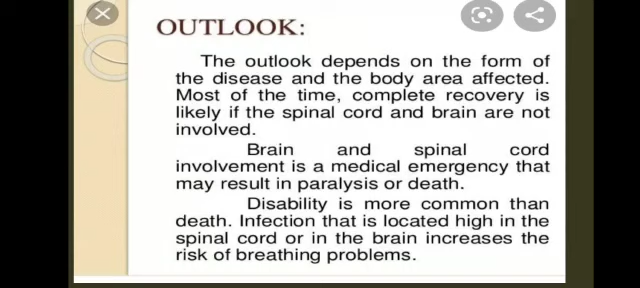 OUTLOOK:
The outlook depends on the form of
the disease and the body area affected.
Most of the time, complete recovery is
likely if the spinal cord and brain are not
involved.
Brain and spinal cord
involvement is a medical emergency that
may result in paralysis or death.
Disability is more common than
death. Infection that is located high in the
spinal cord or in the brain increases the
risk of breathing problems.